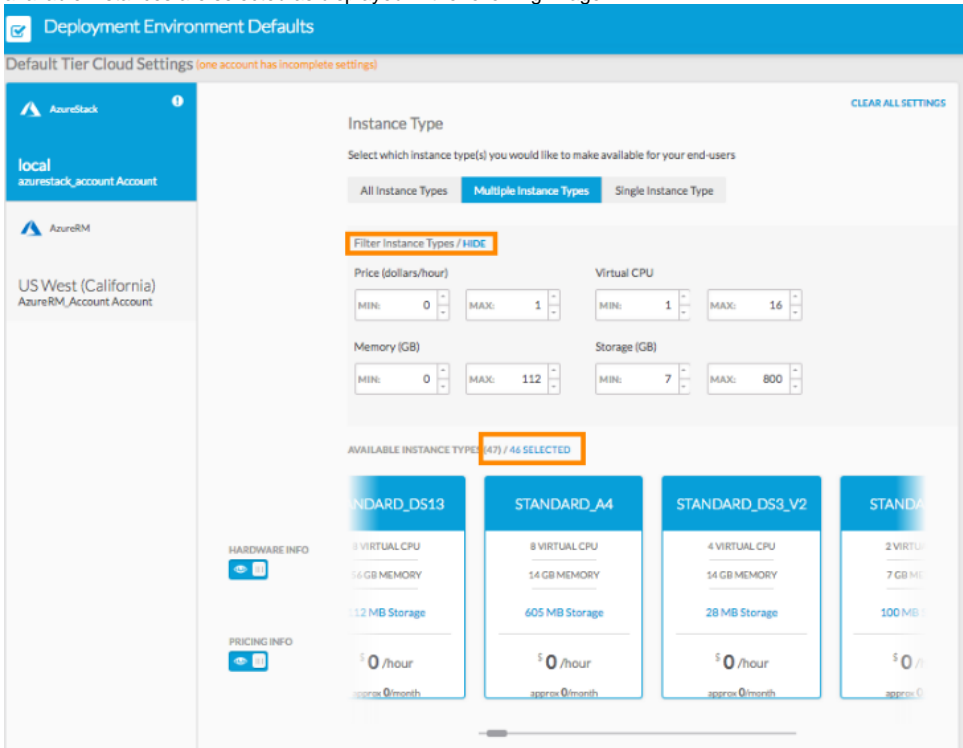 Deployment Environment Defaults
Default Tier Cloud Settings (one account has incomplete settings)
AzureStack
local
azurestack_account Account
AzureRM
US West (California)
AzureRM_Account Account
CLEAR ALL SETTINGS
Instance Type
Select which instance type(s) you would like to make available for your end-users
All Instance Types Multiple Instance Types Single Instance Type
Filter Instance Types / HIDE
Price (dollars/hour) Virtual CPU
MIN: 0 MAX: 1 MIN: 1 MAX: 16
Memory (GB) Storage (GB)
MIN: 0 MAX: 112 MIN: 7 MAX: 800
AVAILABLE INSTANCE TYPES (47) / 46 SELECTED
NDARD_DS13 STANDARD_A4 STANDARD_DS3_V2 STANDA
HARDWARE INFO
VIRTUAL CPU 8 VIRTUAL CPU 4 VIRTUAL CPU 2 VIRTU
6 GB MEMORY 14 GB MEMORY 14 GB MEMORY 7 GB ME
12 MB Storage 605 MB Storage 28 MB Storage 100 MB
PRICING INFO
$ 0 /hour $ 0 /hour $ 0 /hour $ 0 /
approx 0/month approx 0/month approx 0/month approx 0